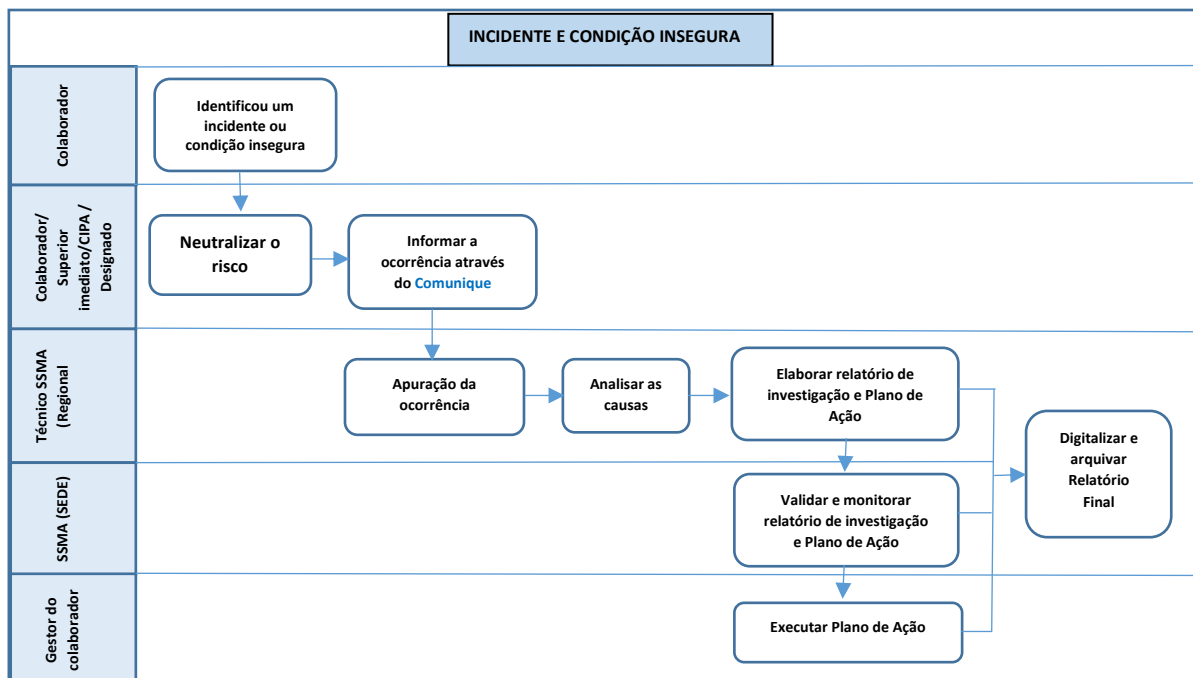 INCIDENTE E CONDIÇÃO INSEGURA
Colaborador
Identificou um
incidente ou
condição insegura
Colaborador/
Superior
imediato/CIPA /
Designado
Neutralizar o
risco
Informar a
ocorrência através
do Comunique
Técnico SSMA
(Regional)
Apuração da
ocorrência
Analisar as
causas
Elaborar relatório de
investigação e Plano de
Ação
Digitalizar e
arquivar
Relatório
Final
SSMA (SEDE)
Validar e monitorar
relatório de investigação
e Plano de Ação
Gestor do
colaborador
Executar Plano de Ação